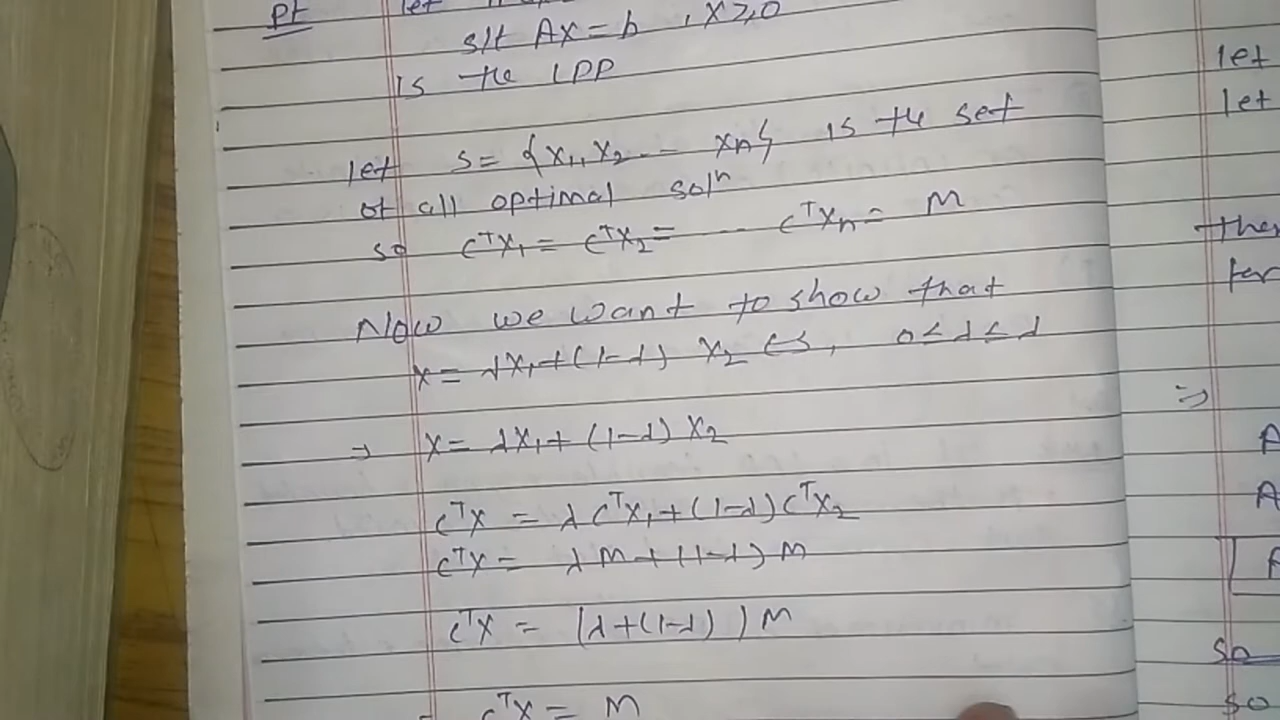 Pf let
s/t AX = b , X ≥ 0
is the LPP
let S = {X₁, X₂ --- Xn} is the set
of all optimal solⁿ
so CᵀX₁ = CᵀX₂ = --- CᵀXn = M
Now we want to show that
X = λX₁ + (1-λ) X₂ ∈ S, 0 ≤ λ ≤ 1
⇒ X = λX₁ + (1-λ) X₂
CᵀX = λ CᵀX₁ + (1-λ) CᵀX₂
CᵀX = λ M + (1-λ) M
CᵀX = (λ + (1-λ)) M
CᵀX = M
let
let
⇒
A
A
so
so